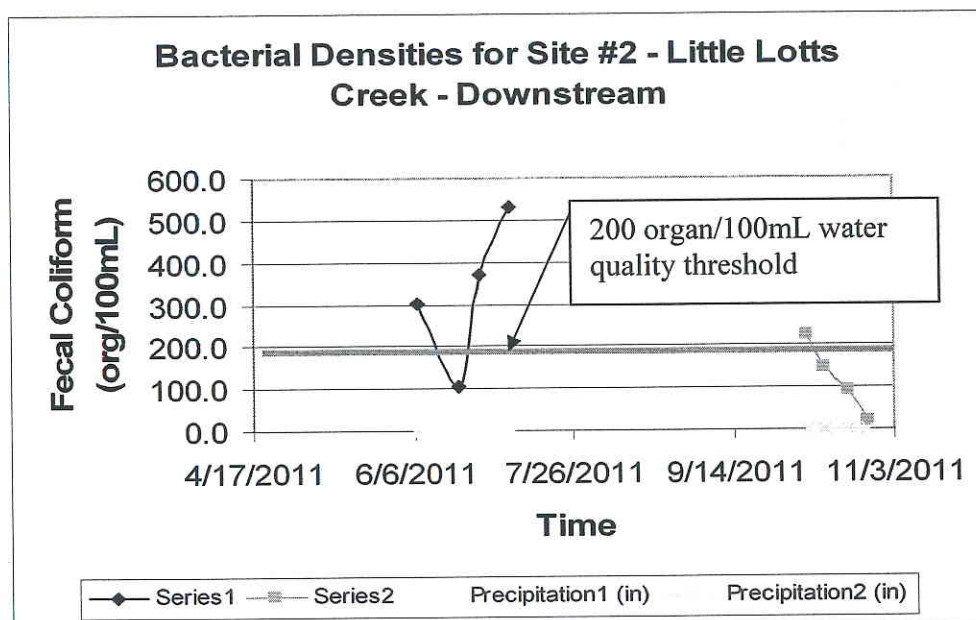 Bacterial Densities for Site #2 - Little Lotts
Creek - Downstream
Fecal Coliform
(org/100mL)
600.0
500.0
400.0
300.0
200.0
100.0
0.0
200 organ/100mL water
quality threshold
4/17/2011 6/6/2011 7/26/2011 9/14/2011 11/3/2011
Time
Series1 Series2 Precipitation1 (in) Precipitation2 (in)